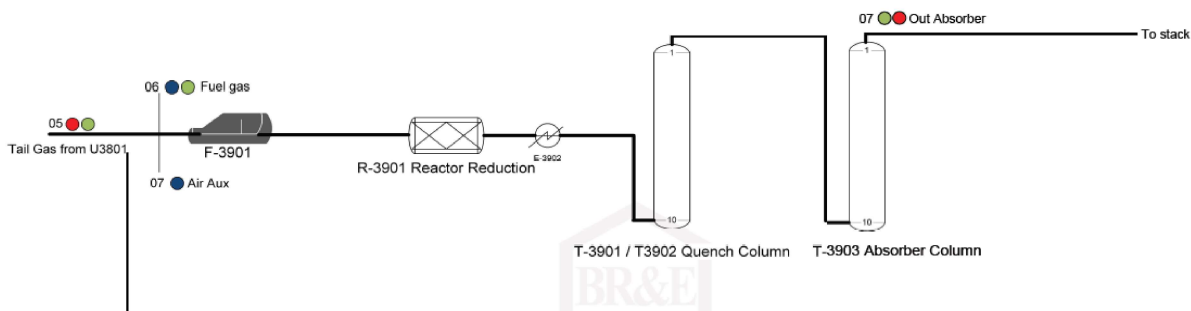 07 Out Absorber
To stack
06 Fuel gas
05
Tail Gas from U3801
F-3901
07 Air Aux
R-3901 Reactor Reduction
E-3902
1
10
T-3901 / T3902 Quench Column
1
10
T-3903 Absorber Column
BR&E